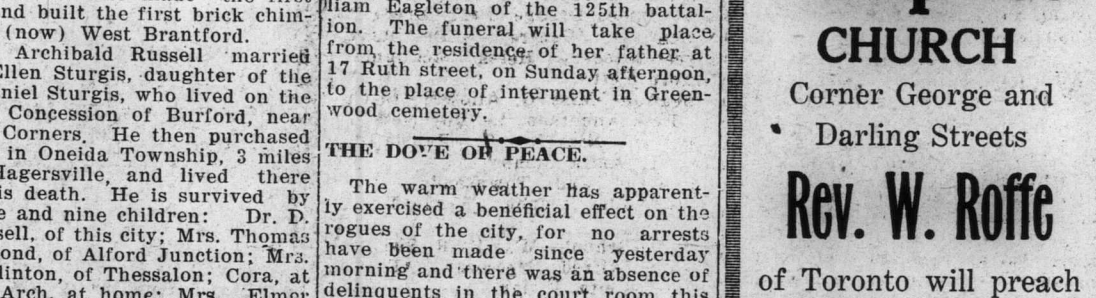 nd built the first brick chim-
(now) West Brantford.
Archibald Russell married
Ellen Sturgis, daughter of the
niel Sturgis, who lived on the
Concession of Burford, near
Corners. He then purchased
in Oneida Township, 3 miles
Hagersville, and lived there
is death. He is survived by
e and nine children: Dr. D.
sell, of this city; Mrs. Thomas
ond, of Alford Junction; Mrs.
linton, of Thessalon; Cora, at
Arch, at home; Mrs. Elmer
liam Eagleton of the 125th battal-
ion. The funeral will take place
from the residence of her father at
17 Ruth street, on Sunday afternoon,
to the place of interment in Green-
wood cemetery.
THE DOVE OF PEACE.
The warm weather has apparent-
ly exercised a beneficial effect on the
rogues of the city, for no arrests
have been made since yesterday
morning and there was an absence of
delinquents in the court room this
CHURCH
Corner George and
Darling Streets
Rev. W. Roffe
of Toronto will preach